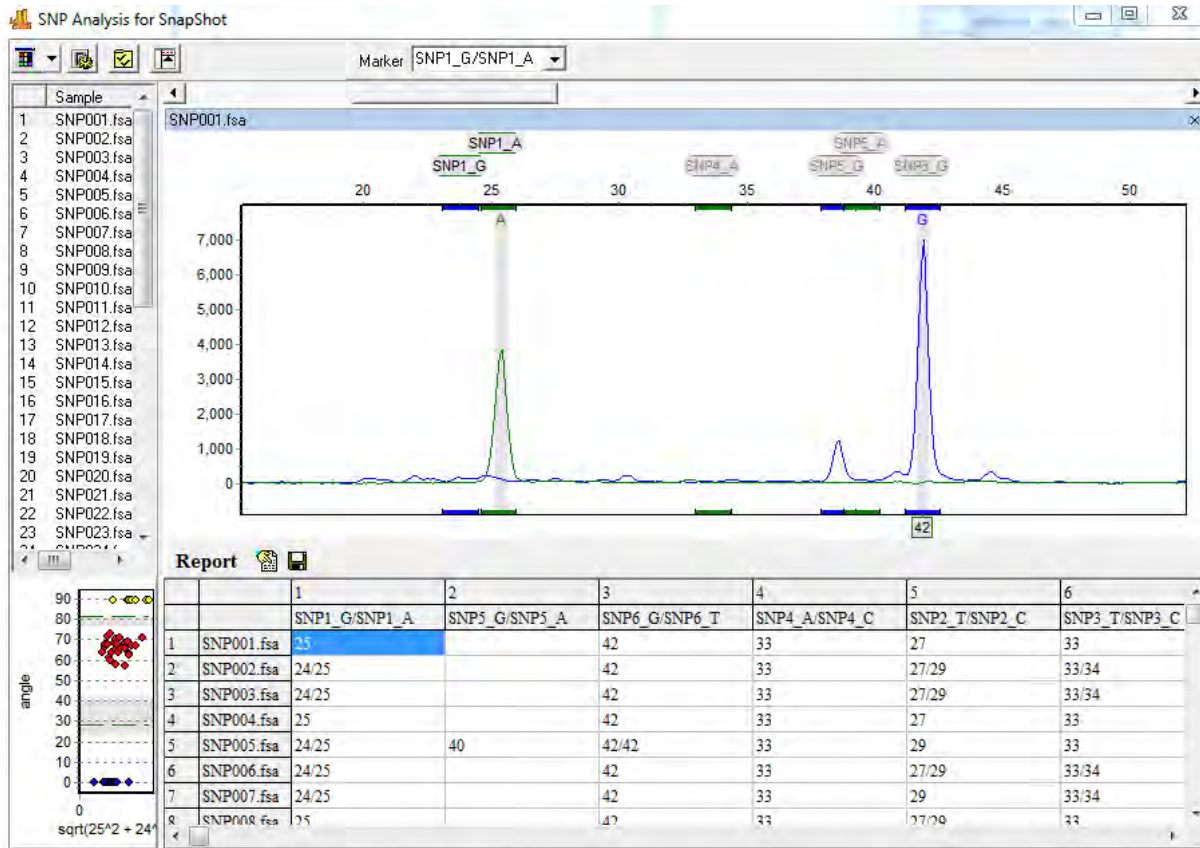 SNP Analysis for SnapShot
Marker SNP1_G/SNP1_A
Sample
1 SNP001.fsa
2 SNP002.fsa
3 SNP003.fsa
4 SNP004.fsa
5 SNP005.fsa
6 SNP006.fsa
7 SNP007.fsa
8 SNP008.fsa
9 SNP009.fsa
10 SNP010.fsa
11 SNP011.fsa
12 SNP012.fsa
13 SNP013.fsa
14 SNP014.fsa
15 SNP015.fsa
16 SNP016.fsa
17 SNP017.fsa
18 SNP018.fsa
19 SNP019.fsa
20 SNP020.fsa
21 SNP021.fsa
22 SNP022.fsa
23 SNP023.fsa
SNP001.fsa
SNP1_A
SNP1_G SNP4_A SNP5_G
20 25 30 35 40 45 50
A G
7,000
6,000
5,000
4,000
3,000
2,000
1,000
0
42
Report
1 2 3 4 5 6
SNP1_G/SNP1_A SNP5_G/SNP5_A SNP6_G/SNP6_T SNP4_A/SNP4_C SNP2_T/SNP2_C SNP3_T/SNP3_C
1 SNP001.fsa 25 42 33 27 33
2 SNP002.fsa 24/25 42 33 27/29 33/34
3 SNP003.fsa 24/25 42 33 27/29 33/34
4 SNP004.fsa 25 42 33 27 33
5 SNP005.fsa 24/25 40 42/42 33 29 33
6 SNP006.fsa 24/25 42 33 27/29 33/34
7 SNP007.fsa 24/25 42 33 29 33/34
8 SNP008.fsa 25 42 33 27/29 33
angle
90
80
70
60
50
40
30
20
10
0
0
sqrt(25^2 + 24^